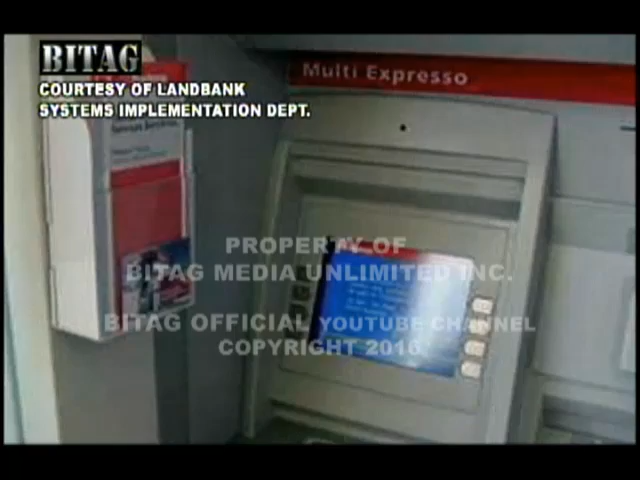 BITAG
COURTESY OF LANDBANK
SYSTEMS IMPLEMENTATION DEPT.
Multi Expresso
PROPERTY OF
BITAG MEDIA UNLIMITED INC.
BITAG OFFICIAL YOUTUBE CHANNEL
COPYRIGHT 2016